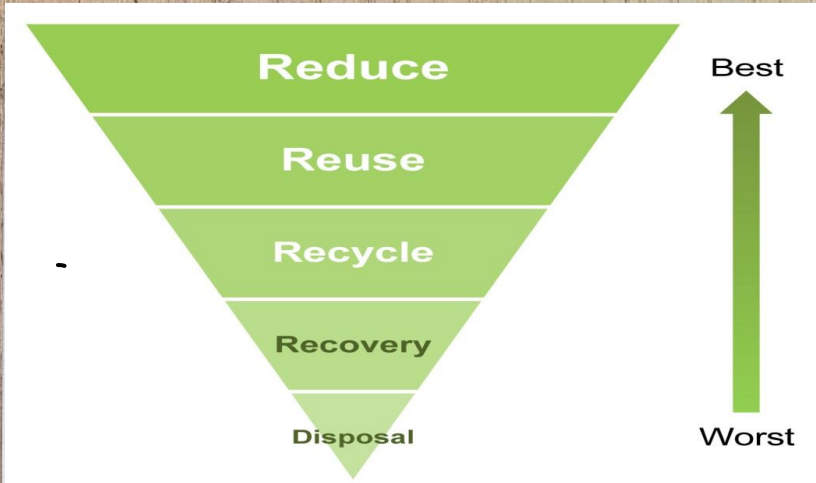 Reduce
Best
Reuse
Recycle
Recovery
Disposal
Worst